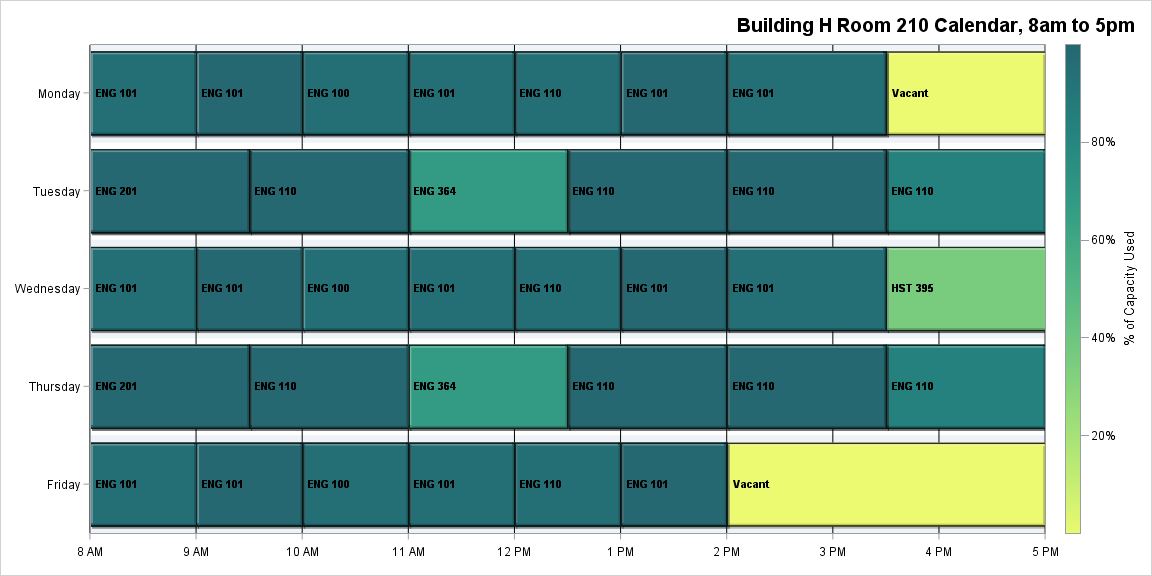 Building H Room 210 Calendar, 8am to 5pm
Monday
ENG 101
ENG 101
ENG 100
ENG 101
ENG 110
ENG 101
ENG 101
Vacant
Tuesday
ENG 201
ENG 110
ENG 364
ENG 110
ENG 110
ENG 110
Wednesday
ENG 101
ENG 101
ENG 100
ENG 101
ENG 110
ENG 101
ENG 101
HST 395
Thursday
ENG 201
ENG 110
ENG 364
ENG 110
ENG 110
ENG 110
Friday
ENG 101
ENG 101
ENG 100
ENG 101
ENG 110
ENG 101
Vacant
8 AM
9 AM
10 AM
11 AM
12 PM
1 PM
2 PM
3 PM
4 PM
5 PM
80%
60%
40%
20%
% of Capacity Used